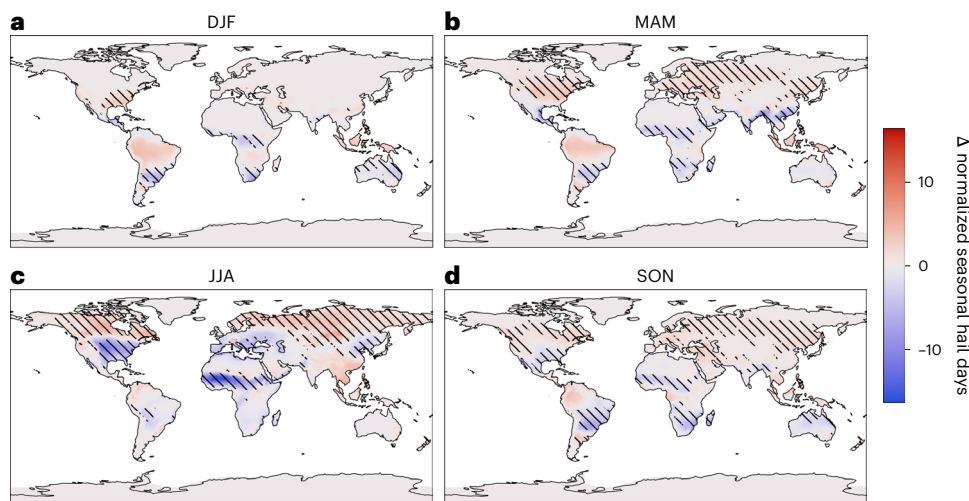 a DJF
b MAM
c JJA
d SON
10
0
−10
Δ normalized seasonal hail days